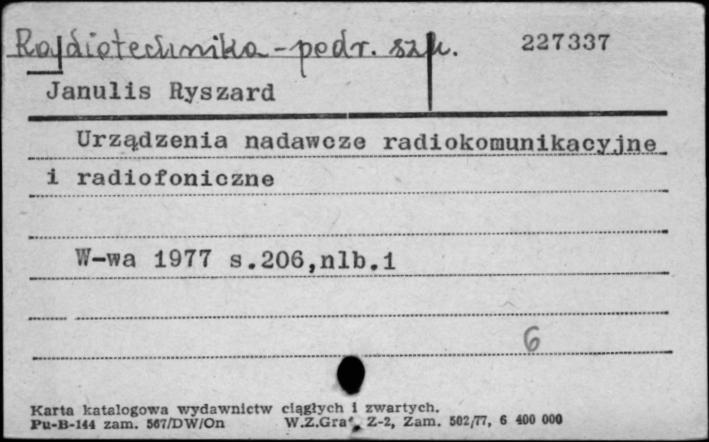 Radiotechnika - podr. szk. 227337
Janulis Ryszard
Urządzenia nadawcze radiokomunikacyjne
i radiofoniczne
W-wa 1977 s.206,nlb.1
6
Karta katalogowa wydawnictw ciągłych i zwartych.
Pu-B-144 zam. 567/DW/On W.Z.Graf. Z-2, Zam. 502/77, 6 400 000